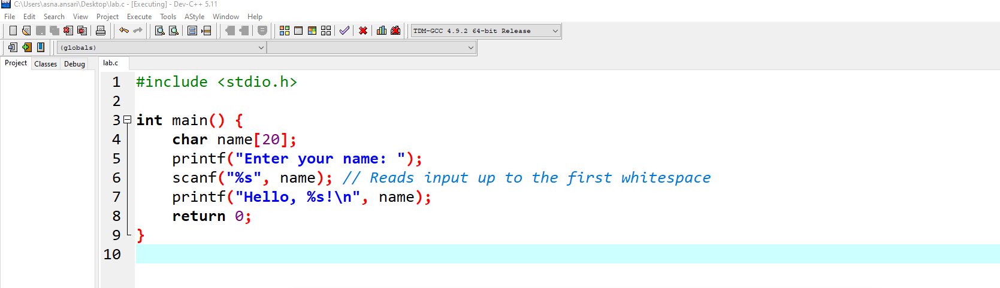 C:\Users\asna.ansari\Desktop\lab.c - [Executing] - Dev-C++ 5.11
File Edit Search View Project Execute Tools AStyle Window Help
TDM-GCC 4.9.2 64-bit Release
(globals)
Project Classes Debug lab.c
1 #include <stdio.h>
2
3 int main() {
4     char name[20];
5     printf("Enter your name: ");
6     scanf("%s", name); // Reads input up to the first whitespace
7     printf("Hello, %s!\n", name);
8     return 0;
9 }
10